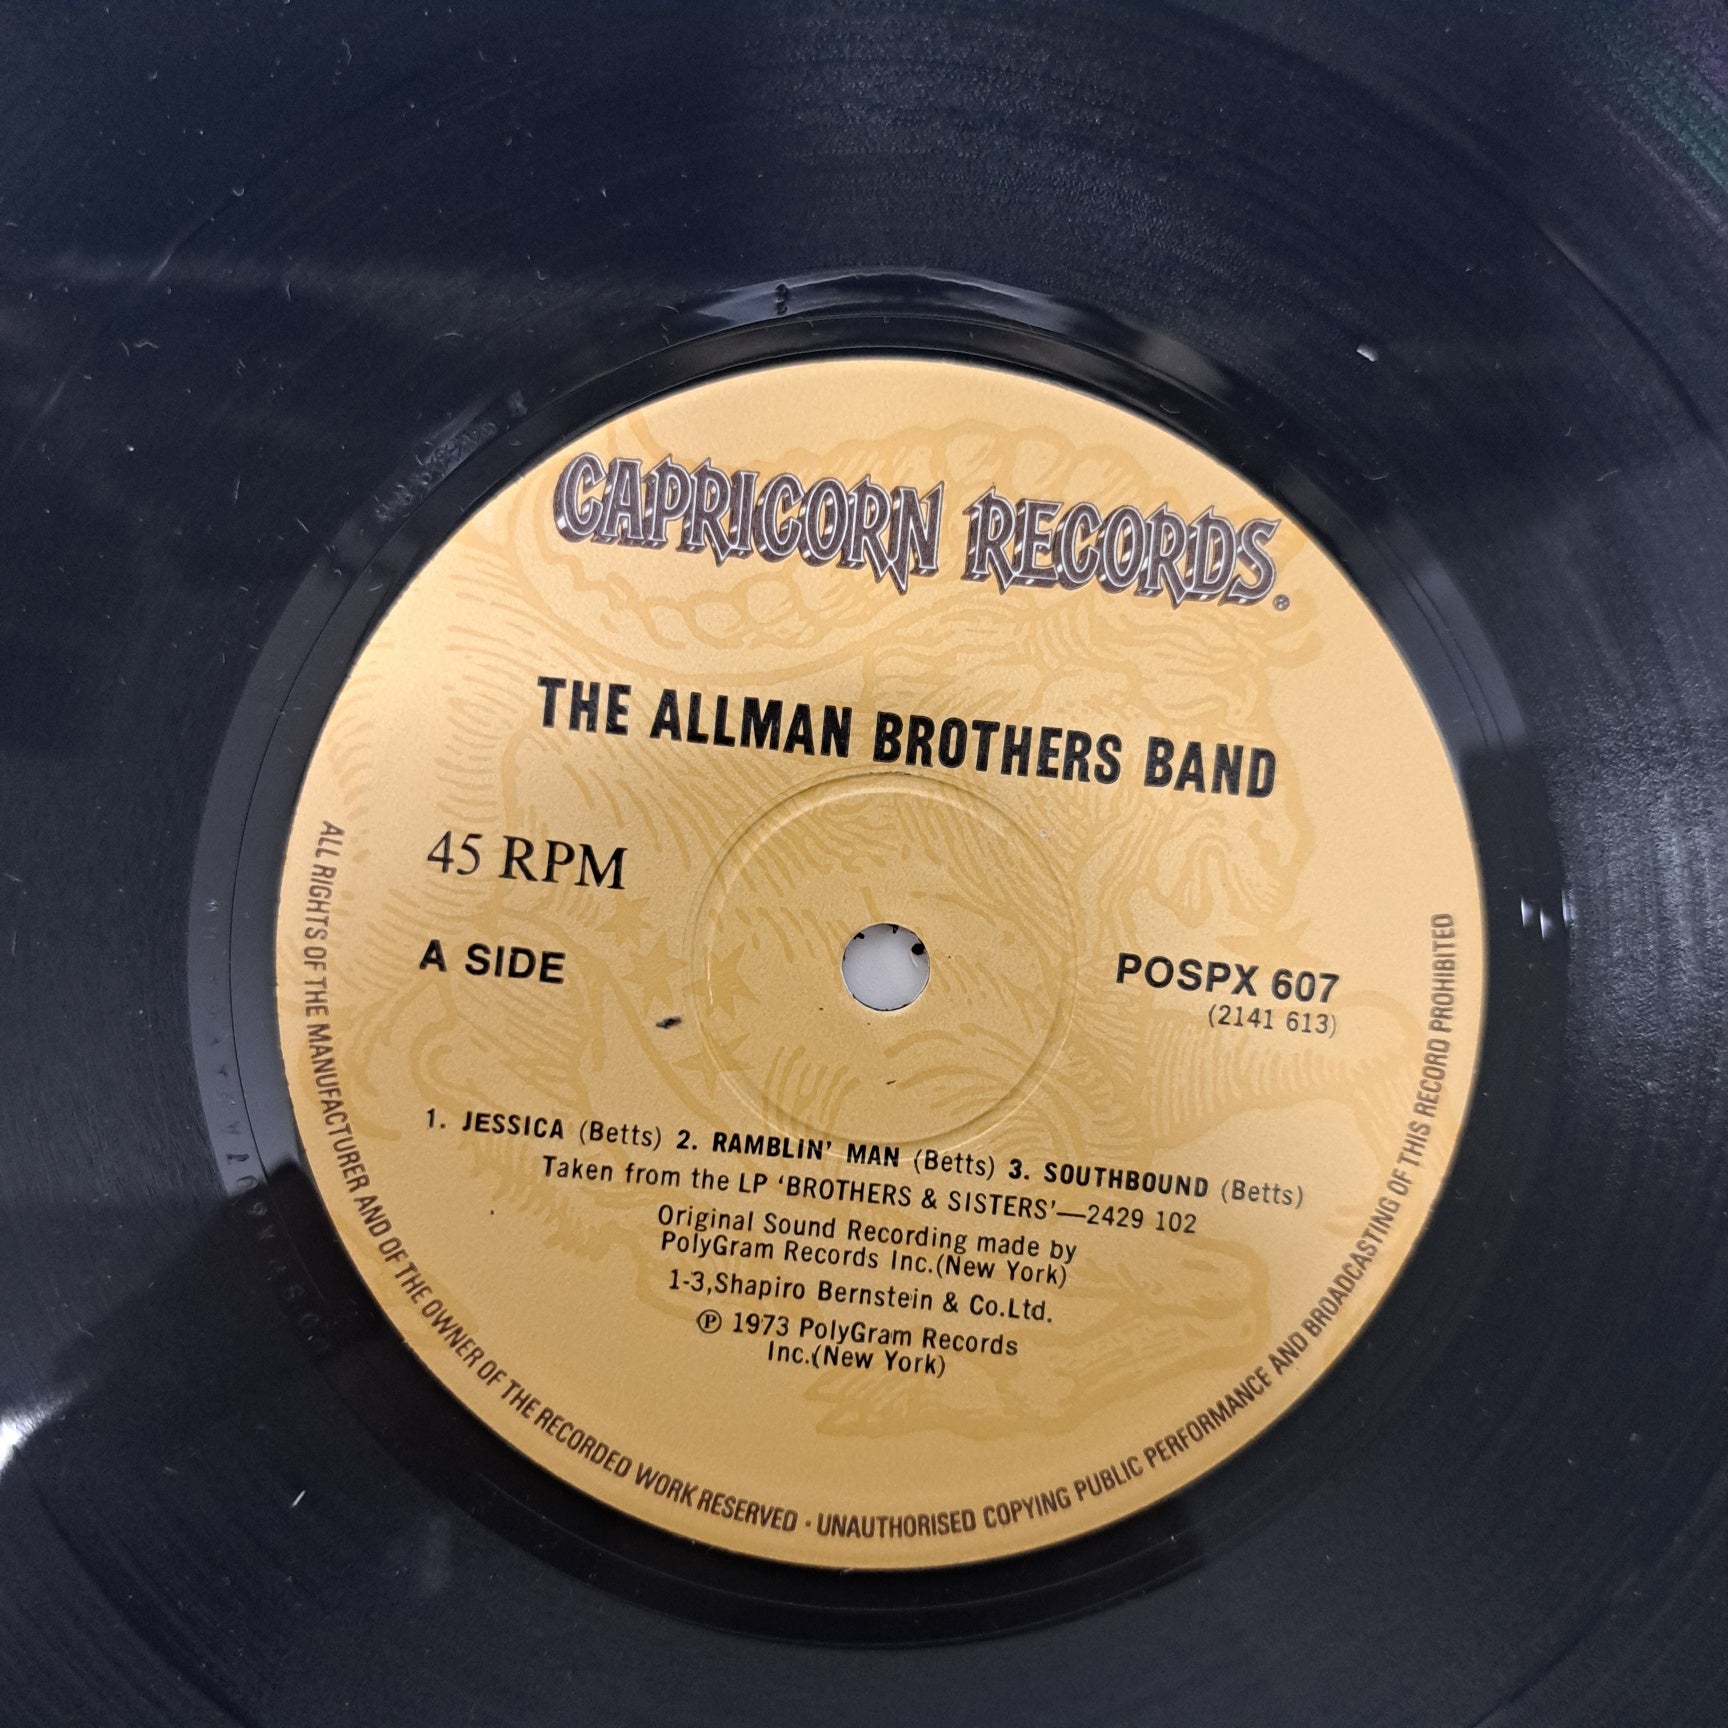 CAPRICORN RECORDS®
THE ALLMAN BROTHERS BAND
45 RPM
A SIDE
POSPX 607
(2141 613)
1. JESSICA (Betts) 2. RAMBLIN' MAN (Betts) 3. SOUTHBOUND (Betts)
Taken from the LP 'BROTHERS & SISTERS'—2429 102
Original Sound Recording made by
PolyGram Records Inc.(New York)
1-3,Shapiro Bernstein & Co.Ltd.
℗ 1973 PolyGram Records
Inc.(New York)
ALL RIGHTS OF THE MANUFACTURER AND OF THE OWNER OF THE RECORDED WORK RESERVED · UNAUTHORISED COPYING PUBLIC PERFORMANCE AND BROADCASTING OF THIS RECORD PROHIBITED